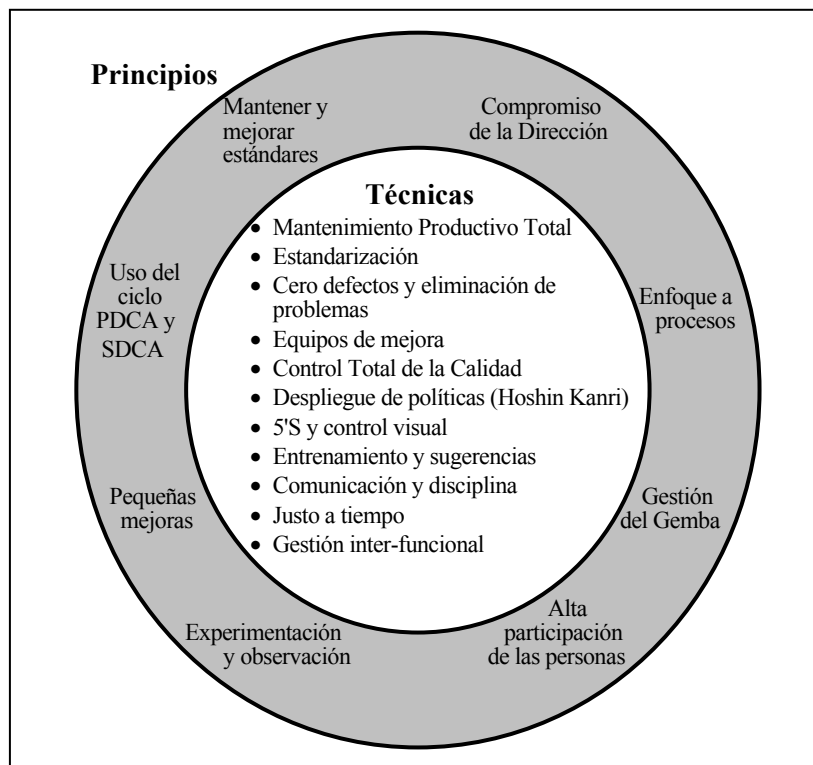 Principios
Mantener y
mejorar
estándares
Compromiso
de la Dirección
Técnicas
• Mantenimiento Productivo Total
• Estandarización
• Cero defectos y eliminación de
problemas
• Equipos de mejora
• Control Total de la Calidad
• Despliegue de políticas (Hoshin Kanri)
• 5'S y control visual
• Entrenamiento y sugerencias
• Comunicación y disciplina
• Justo a tiempo
• Gestión inter-funcional
Uso del
ciclo
PDCA y
SDCA
Enfoque a
procesos
Pequeñas
mejoras
Gestión
del Gemba
Experimentación
y observación
Alta
participación
de las personas